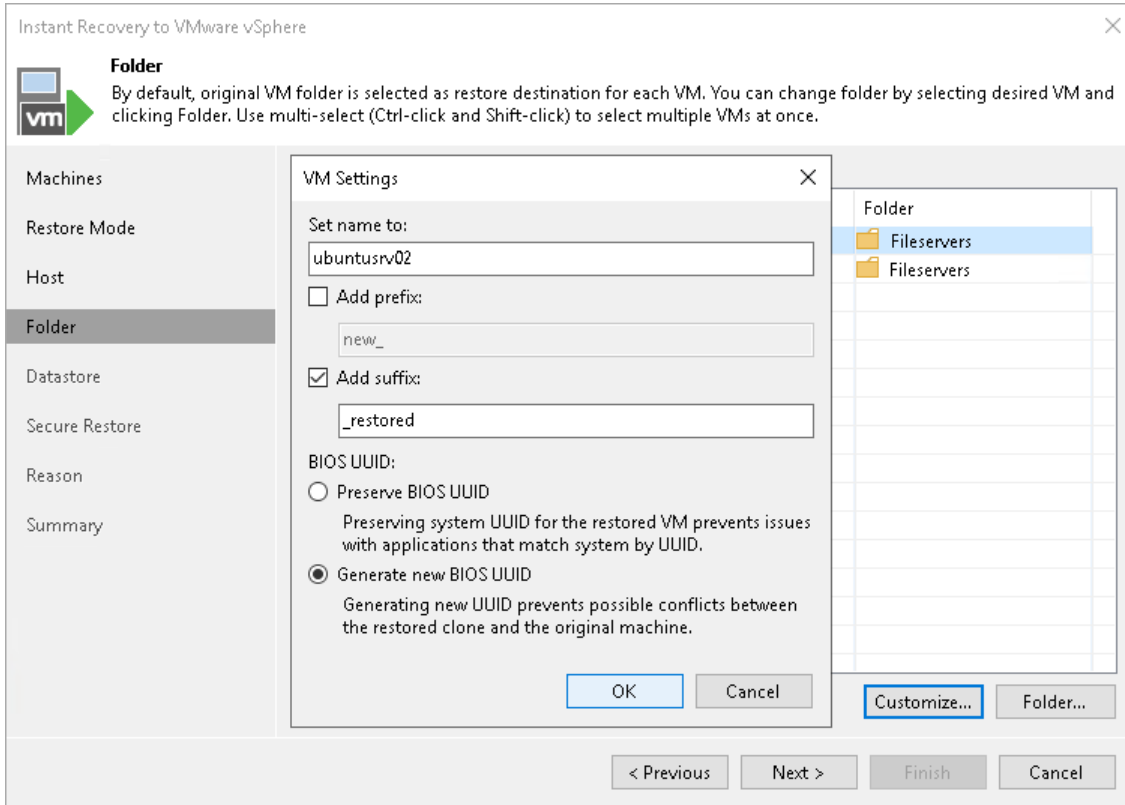 Instant Recovery to VMware vSphere
Folder
By default, original VM folder is selected as restore destination for each VM. You can change folder by selecting desired VM and
clicking Folder. Use multi-select (Ctrl-click and Shift-click) to select multiple VMs at once.
vm
Machines
Restore Mode
Host
Folder
Datastore
Secure Restore
Reason
Summary
VM Settings
Set name to:
ubuntusrv02
Add prefix:
new_
Add suffix:
_restored
BIOS UUID:
Preserve BIOS UUID
Preserving system UUID for the restored VM prevents issues
with applications that match system by UUID.
Generate new BIOS UUID
Generating new UUID prevents possible conflicts between
the restored clone and the original machine.
OK
Cancel
Folder
Fileservers
Fileservers
Customize...
Folder...
< Previous
Next >
Finish
Cancel